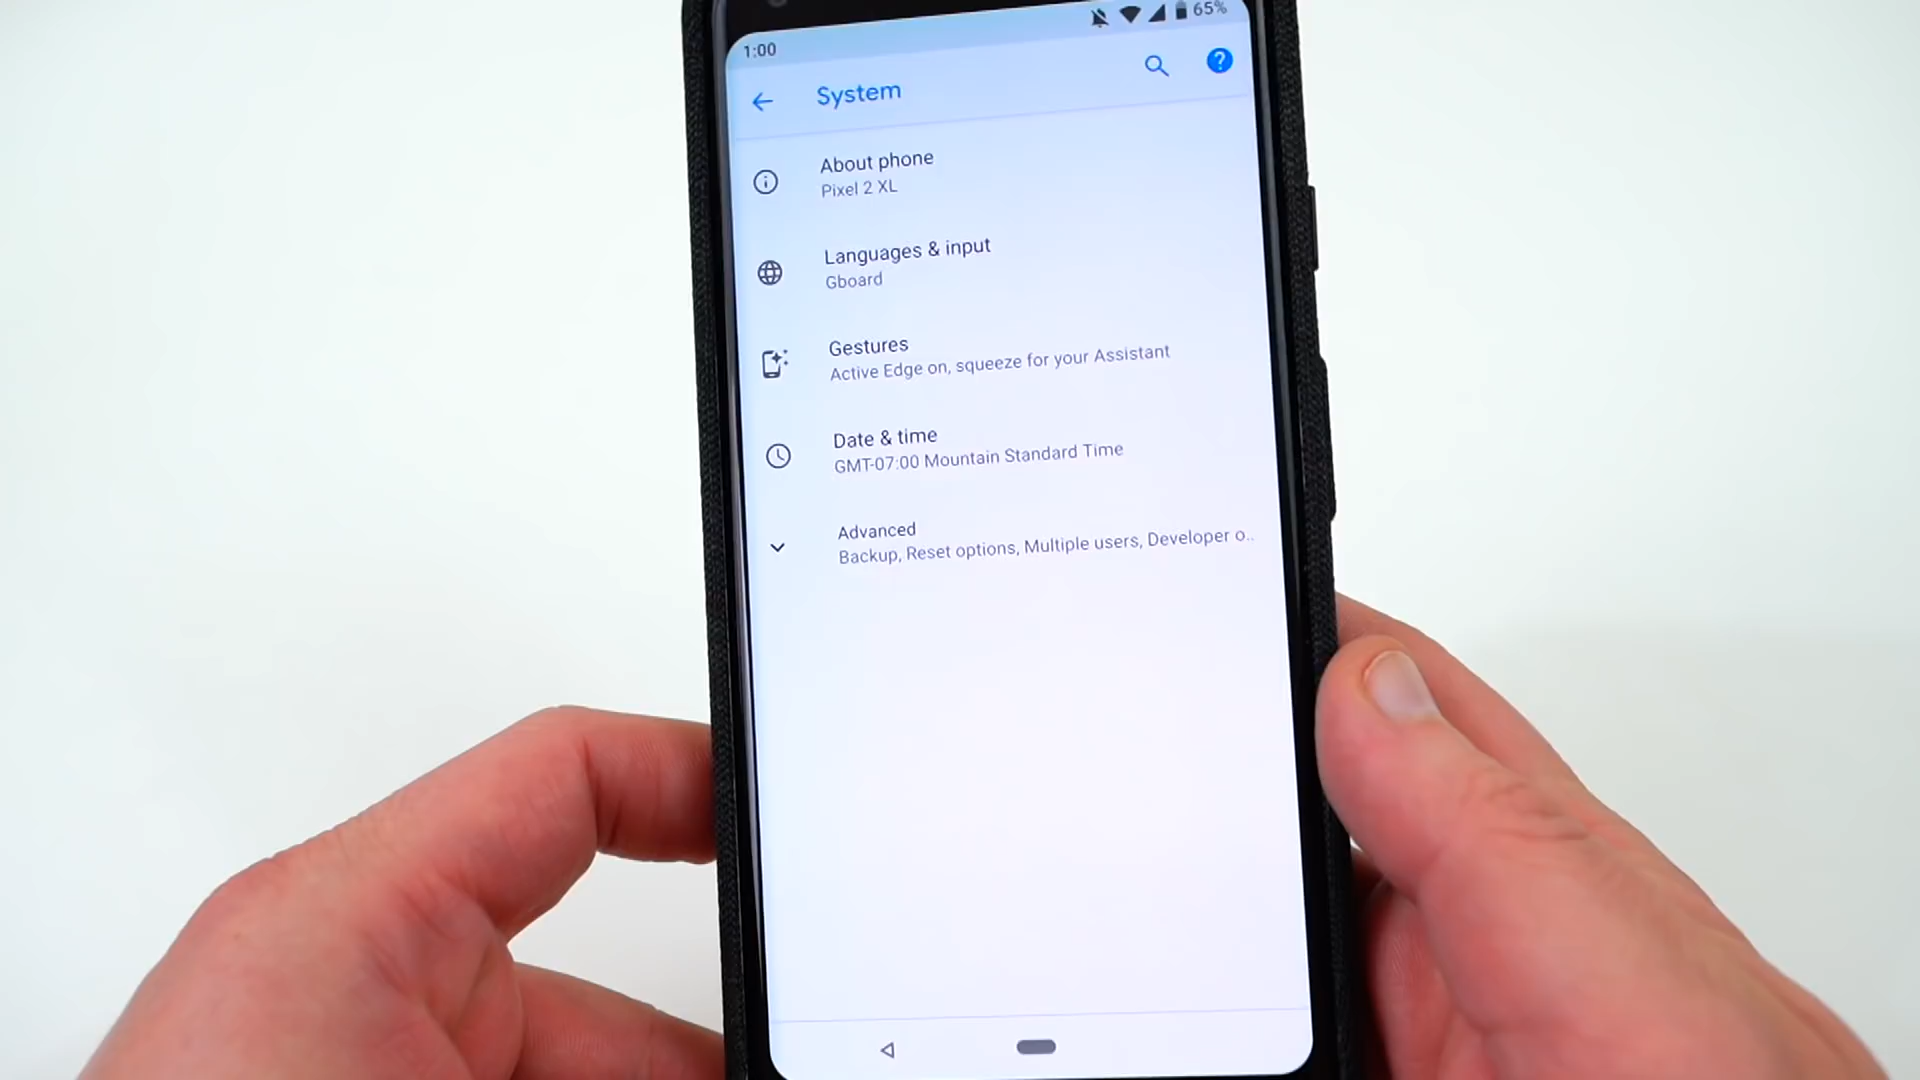 1:00
65%
System
?
About phone
Pixel 2 XL
Languages & input
Gboard
Gestures
Active Edge on, squeeze for your Assistant
Date & time
GMT-07:00 Mountain Standard Time
Advanced
Backup, Reset options, Multiple users, Developer o..